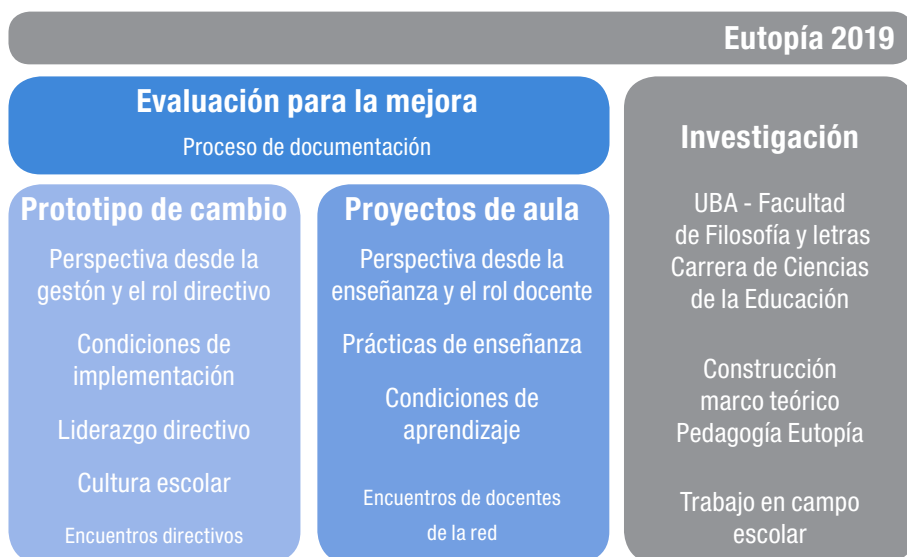 Eutopía 2019
Evaluación para la mejora
Proceso de documentación
Prototipo de cambio
Perspectiva desde la
gestión y el rol directivo
Condiciones de
implementación
Liderazgo directivo
Cultura escolar
Encuentros directivos
Proyectos de aula
Perspectiva desde la
enseñanza y el rol docente
Prácticas de enseñanza
Condiciones de
aprendizaje
Encuentros de docentes
de la red
Investigación
UBA - Facultad
de Filosofía y letras
Carrera de Ciencias
de la Educación
Construcción
marco teórico
Pedagogía Eutopía
Trabajo en campo
escolar